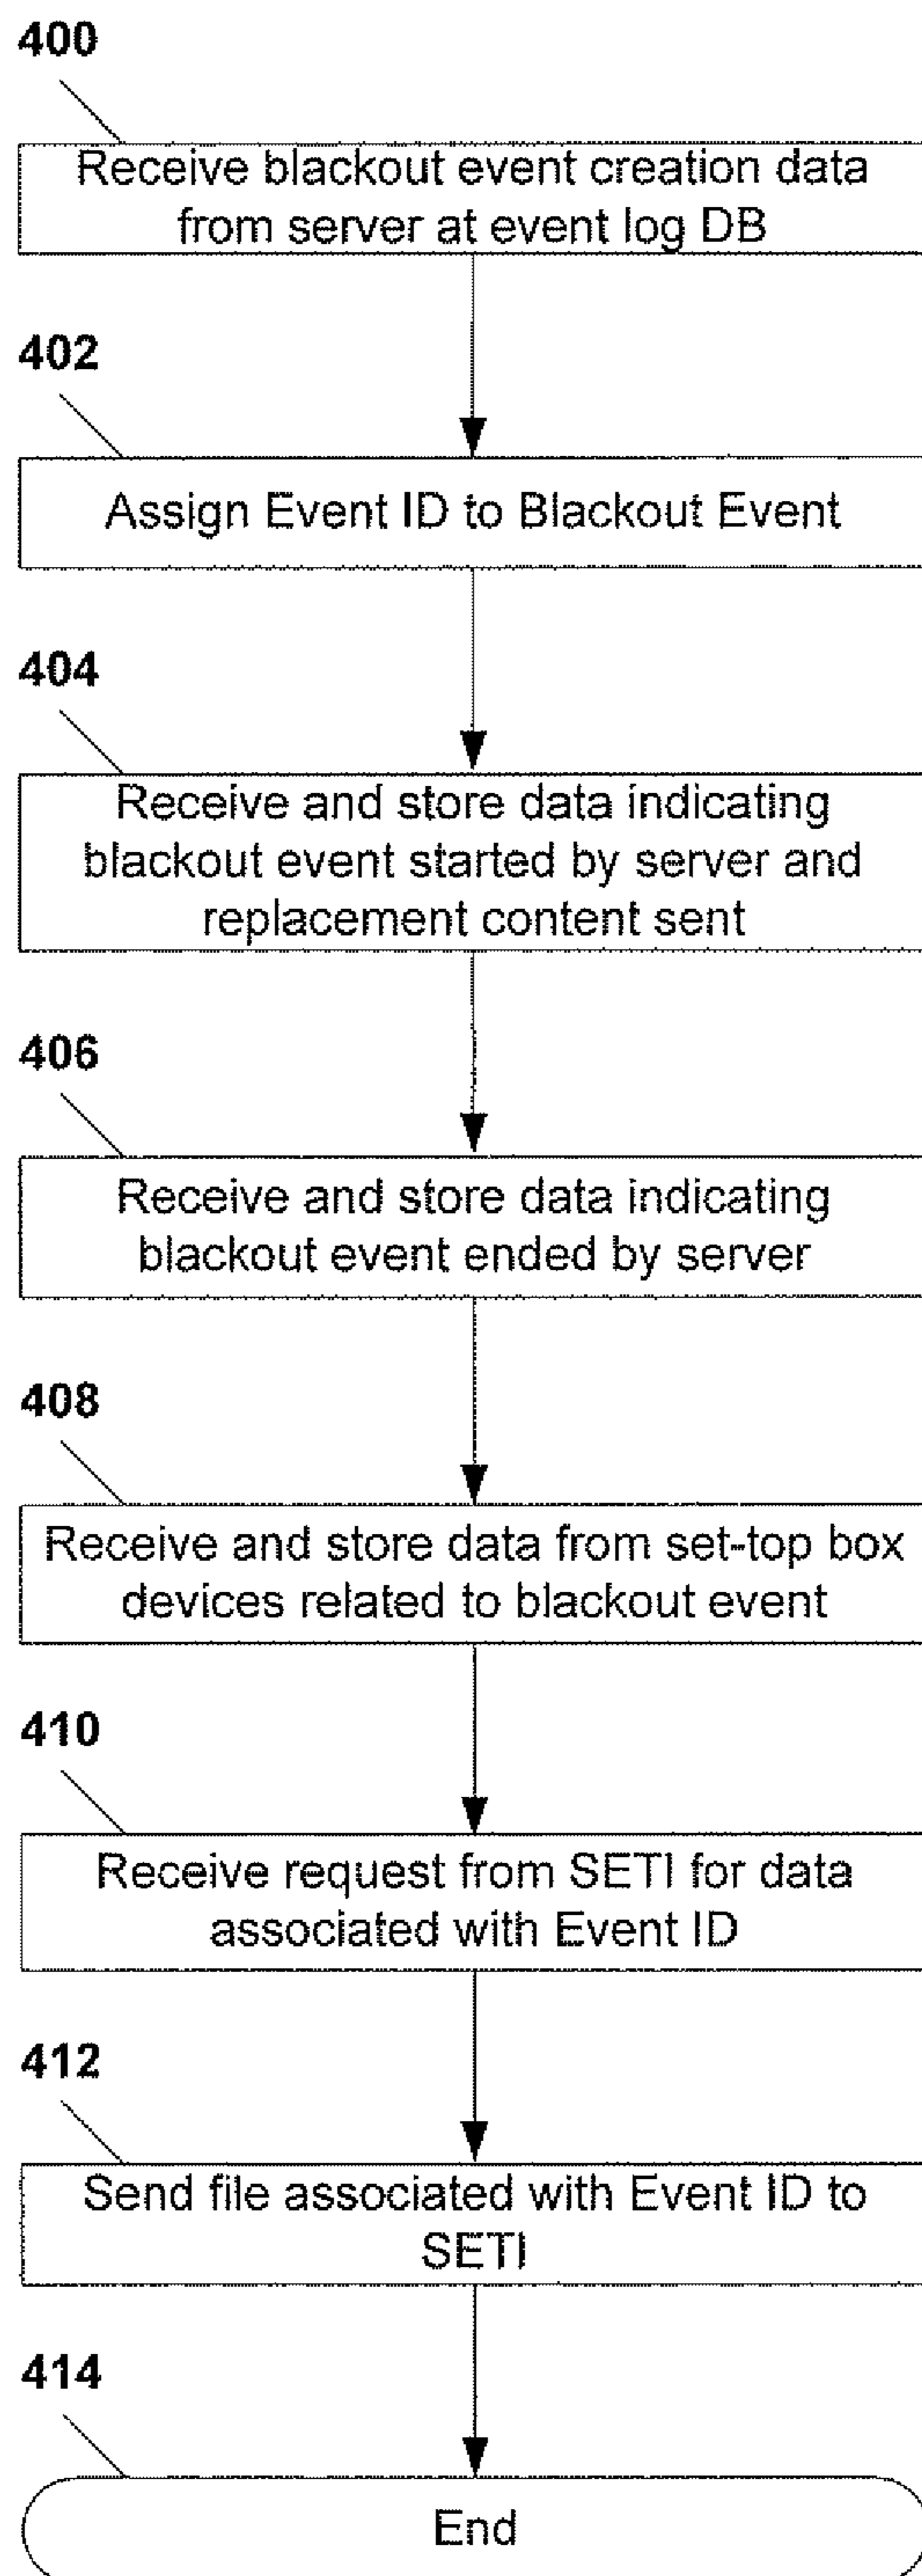 400
Receive blackout event creation data
from server at event log DB
402
Assign Event ID to Blackout Event
404
Receive and store data indicating
blackout event started by server and
replacement content sent
406
Receive and store data indicating
blackout event ended by server
408
Receive and store data from set-top box
devices related to blackout event
410
Receive request from SETI for data
associated with Event ID
412
Send file associated with Event ID to
SETI
414
End